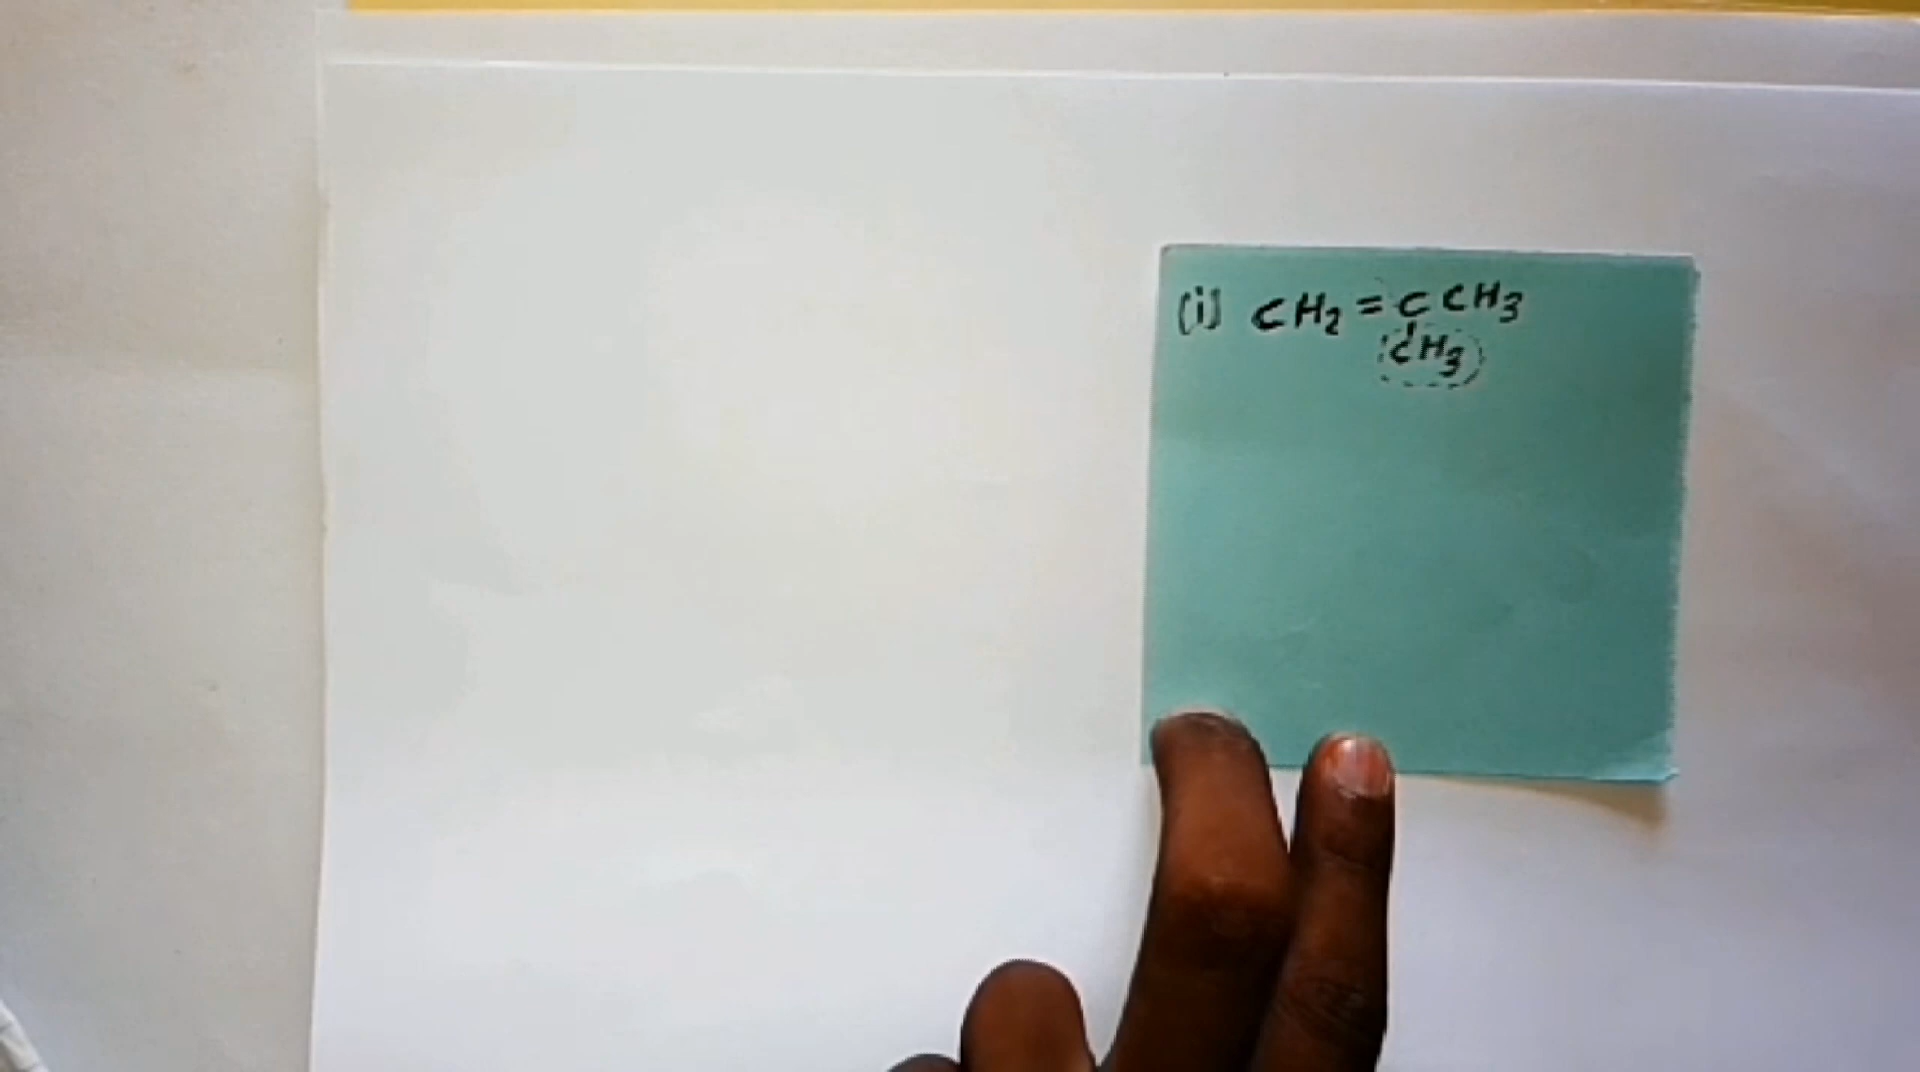 (i) CH₂ = C CH₃
CH₃